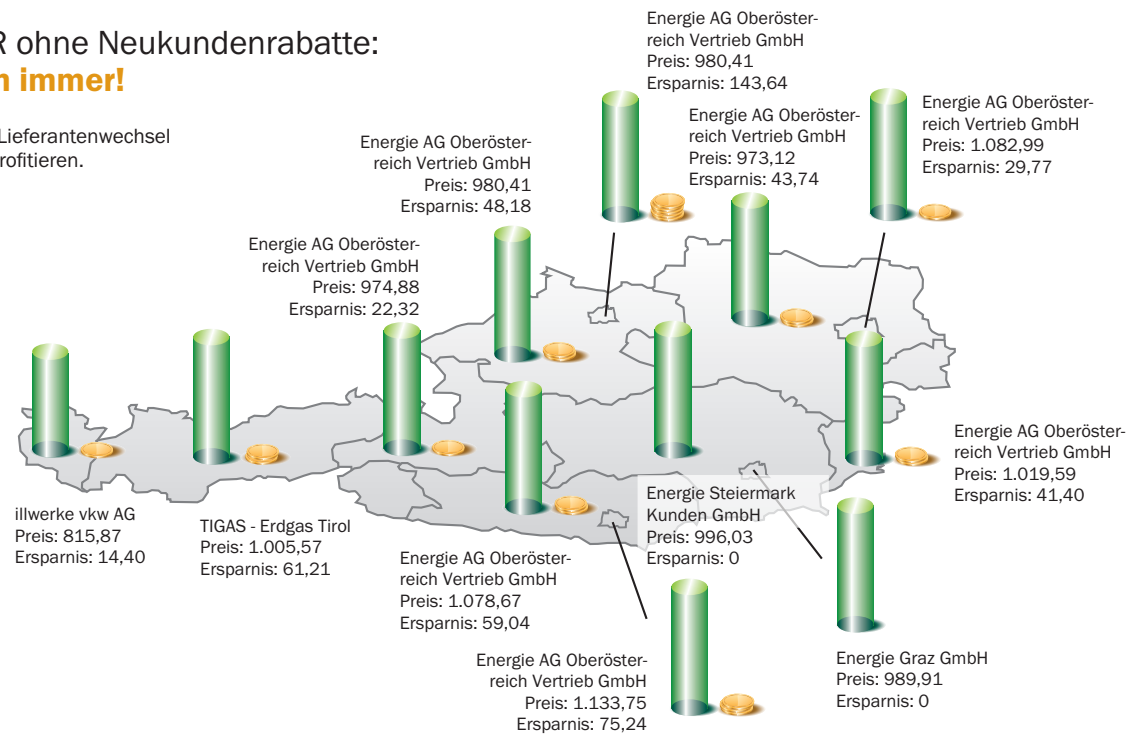 R ohne Neukundenrabatte:
immer!
Lieferantenwechsel
rofitieren.
Energie AG Oberöster-
reich Vertrieb GmbH
Preis: 980,41
Ersparnis: 143,64
Energie AG Oberöster-
reich Vertrieb GmbH
Preis: 973,12
Ersparnis: 43,74
Energie AG Oberöster-
reich Vertrieb GmbH
Preis: 1.082,99
Ersparnis: 29,77
Energie AG Oberöster-
reich Vertrieb GmbH
Preis: 980,41
Ersparnis: 48,18
Energie AG Oberöster-
reich Vertrieb GmbH
Preis: 974,88
Ersparnis: 22,32
illwerke vkw AG
Preis: 815,87
Ersparnis: 14,40
TIGAS - Erdgas Tirol
Preis: 1.005,57
Ersparnis: 61,21
Energie AG Oberöster-
reich Vertrieb GmbH
Preis: 1.078,67
Ersparnis: 59,04
Energie Steiermark
Kunden GmbH
Preis: 996,03
Ersparnis: 0
Energie AG Oberöster-
reich Vertrieb GmbH
Preis: 1.019,59
Ersparnis: 41,40
Energie AG Oberöster-
reich Vertrieb GmbH
Preis: 1.133,75
Ersparnis: 75,24
Energie Graz GmbH
Preis: 989,91
Ersparnis: 0